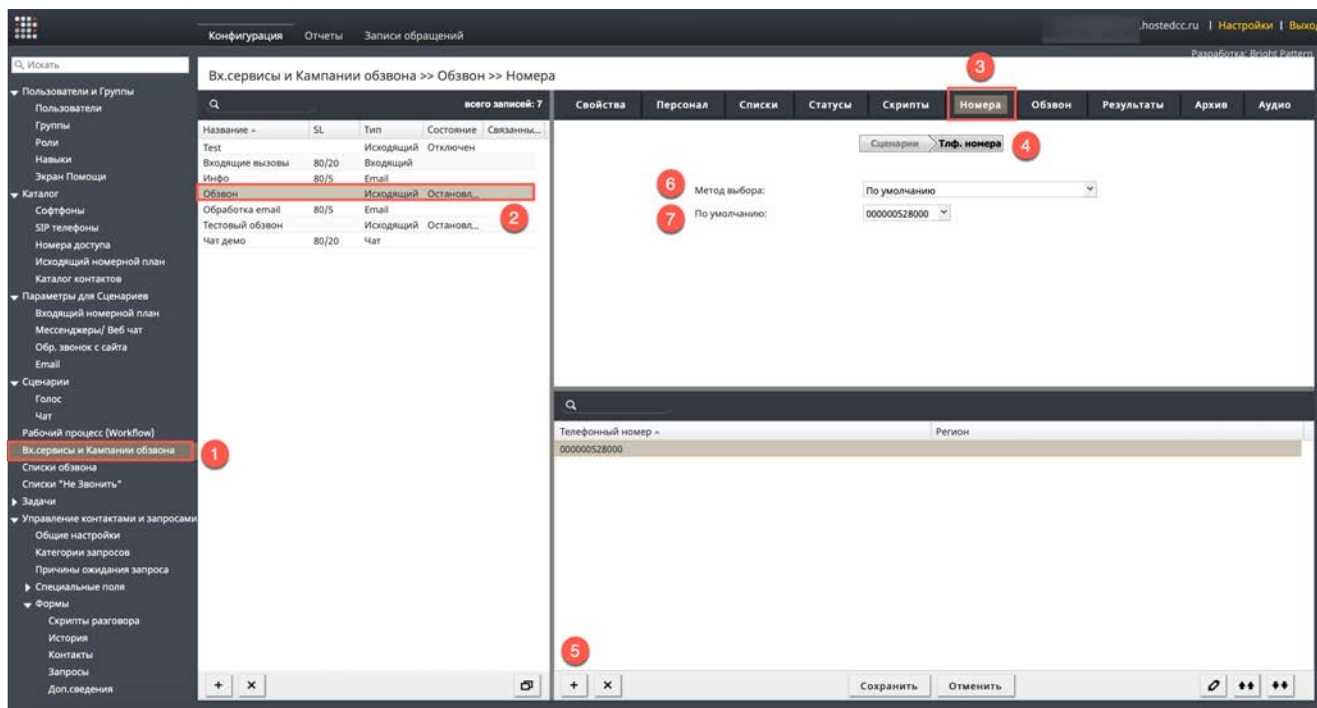 .hostedcc.ru | Настройки | Выход
Конфигурация Отчеты Записи обращений
Разработка: Bright Pattern
Искать
Пользователи и Группы
Пользователи
Группы
Роли
Навыки
Экран Помощи
Каталог
Софтфоны
SIP телефоны
Номера доступа
Исходящий номерной план
Каталог контактов
Параметры для Сценариев
Входящий номерной план
Мессенджеры/ Веб чат
Обр. звонок с сайта
Email
Сценарии
Голос
Чат
Рабочий процесс (Workflow)
Вх.сервисы и Кампании обзвона
1
Списки обзвона
Списки "Не Звонить"
Задачи
Управление контактами и запросами
Общие настройки
Категории запросов
Причины ожидания запроса
Специальные поля
Формы
Скрипты разговора
История
Контакты
Запросы
Доп.сведения
Вх.сервисы и Кампании обзвона >> Обзвон >> Номера
всего записей: 7
Название SL Тип Состояние Связанны...
Test Исходящий Отключен
Входящие вызовы 80/20 Входящий
Инфо 80/5 Email
Обзвон Исходящий Остановл...
Обработка email 80/5 Email
2
Тестовый обзвон Исходящий Остановл...
Чат демо 80/20 Чат
+ x
3
Свойства Персонал Списки Статусы Скрипты Номера Обзвон Результаты Архив Аудио
Сценарии Тлф. номера 4
6 Метод выбора: По умолчанию
7 По умолчанию: 000000528000
Телефонный номер Регион
000000528000
5
+ x Сохранить Отменить